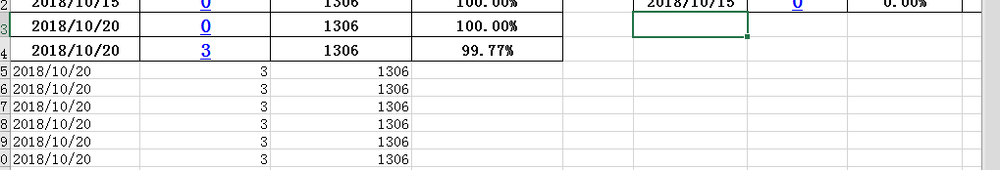 2 2018/10/15 0 1306 100.00% 2018/10/15 0 0.00%
3 2018/10/20 0 1306 100.00%
4 2018/10/20 3 1306 99.77%
5 2018/10/20 3 1306
6 2018/10/20 3 1306
7 2018/10/20 3 1306
8 2018/10/20 3 1306
9 2018/10/20 3 1306
0 2018/10/20 3 1306